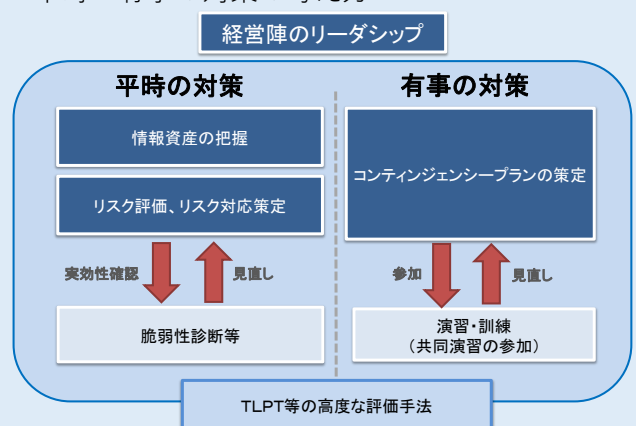 経営陣のリーダシップ
平時の対策
有事の対策
情報資産の把握
リスク評価、リスク対応策定
コンティンジェンシープランの策定
実効性確認
見直し
参加
見直し
脆弱性診断等
演習・訓練
（共同演習の参加）
TLPT等の高度な評価手法